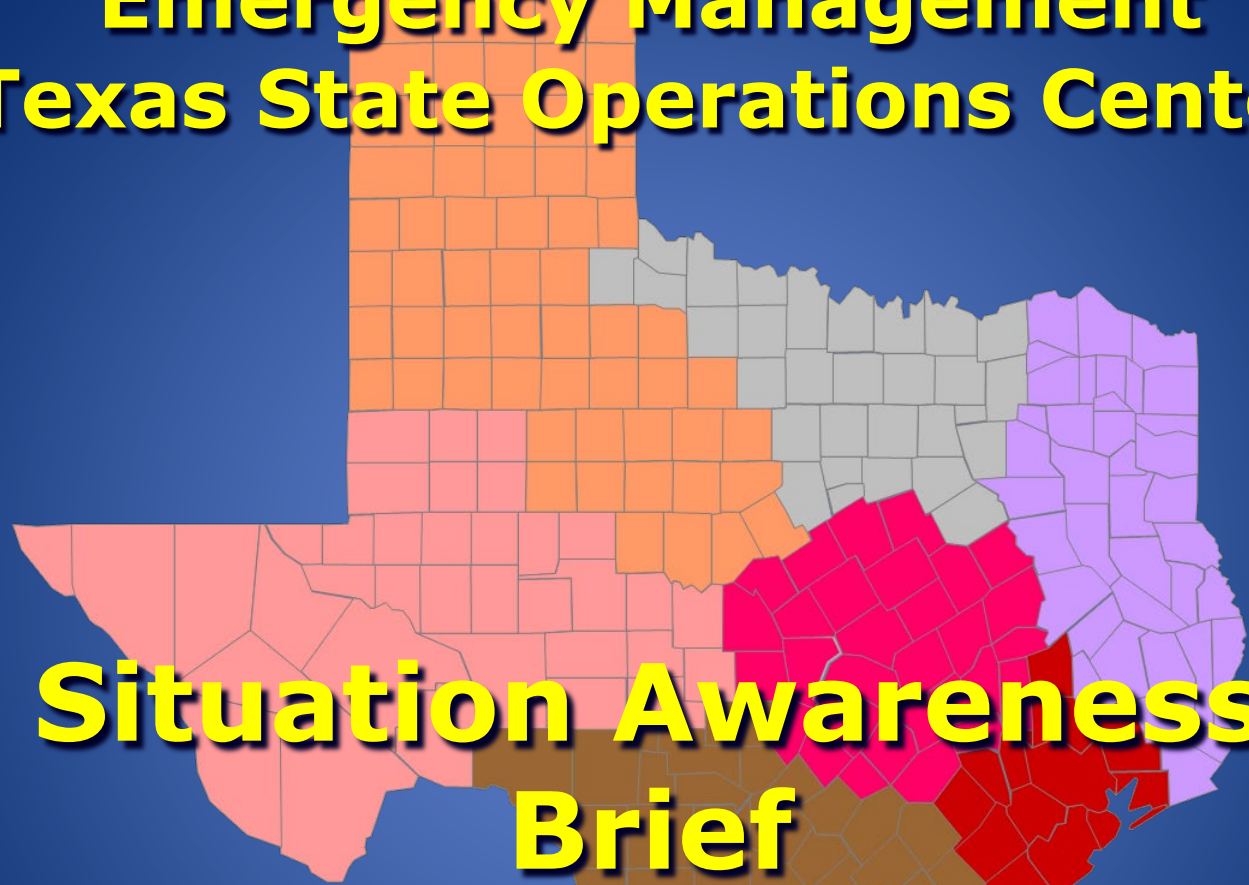 Emergency Management
Texas State Operations Cente
Situation Awareness
Brief